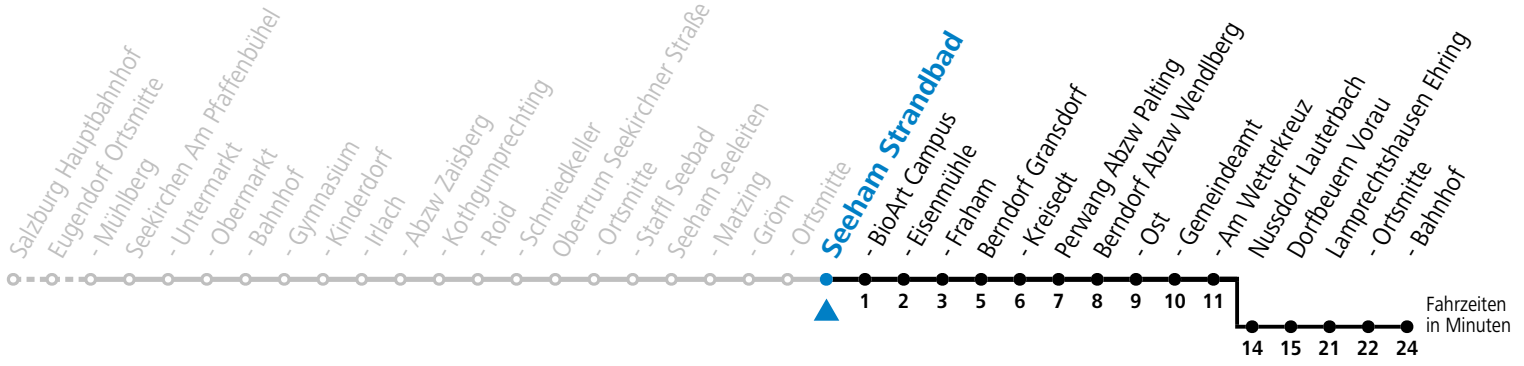 Salzburg Hauptbahnhof
Eugendorf Ortsmitte
- Mühlberg
Seekirchen Am Pfaffenbühel
- Untermarkt
- Obermarkt
- Bahnhof
- Gymnasium
- Kinderdorf
- Irlach
- Abzw Zaisberg
- Kothgumprechting
- Roid
- Schmiedkeller
Obertrum Seekirchner Straße
- Ortsmitte
- Staffl Seebad
Seeham Seeleiten
- Matzing
- Gröm
- Ortsmitte
Seeham Strandbad
- BioArt Campus
- Eisenmühle
- Fraham
Berndorf Gransdorf
- Kreisedt
Perwang Abzw Palting
Berndorf Abzw Wendlberg
- Ost
- Gemeindeamt
- Am Wetterkreuz
Nussdorf Lauterbach
Dorfbeuern Vorau
Lamprechtshausen Ehring
- Ortsmitte
- Bahnhof
1 2 3 5 6 7 8 9 10 11
Fahrzeiten
in Minuten
14 15 21 22 24